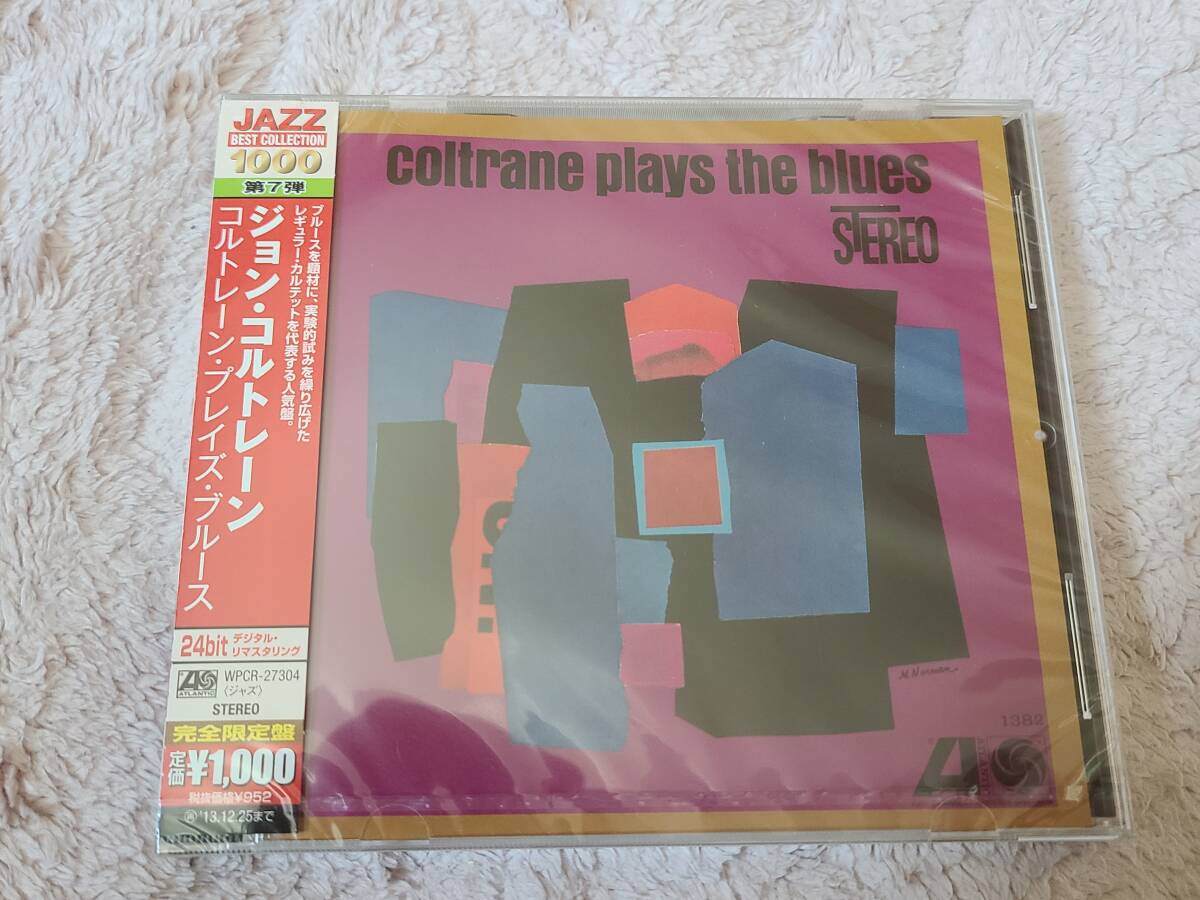 JAZZ
BEST COLLECTION
1000
第7弾
ブルースを題材に、実験的試みを繰り広げた
レギュラー・カルテットを代表する人気盤。
ジョン・コルトレーン
コルトレーン・プレイズ・ブルース
24bit デジタル・
リマスタリング
ATLANTIC
WPCR-27304
〈ジャズ〉
STEREO
完全限定盤
定価¥1,000
税抜価格¥952
'13.12.25まで
coltrane plays the blues
STEREO
M. Norman
1382
ATLANTIC